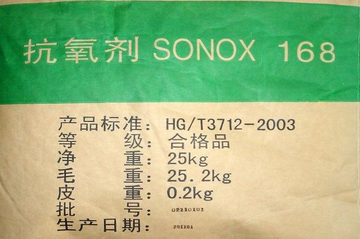 抗氧剂 SONOX 168
产品标准: HG/T3712-2003
等级: 合格品
净重: 25kg
毛重: 25.2kg
皮重: 0.2kg
批号:
生产日期: